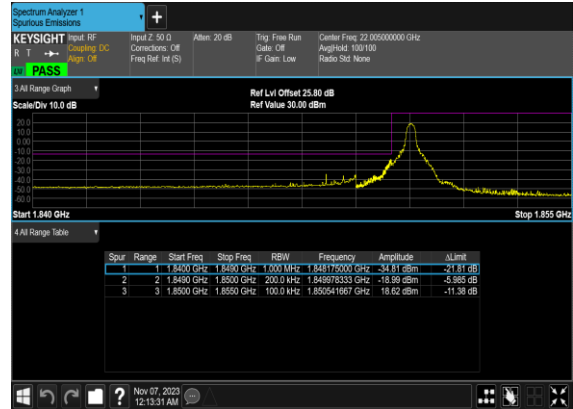 Spectrum Analyzer 1
Spurious Emissions
KEYSIGHT Input: RF Input Z: 50 Ω Atten: 20 dB Trig: Free Run Center Freq: 22.005000000 GHz
R T Coupling: DC Corrections: Off Gate: Off Avg|Hold: 100/100
Align: Off Freq Ref: Int (S) IF Gain: Low Radio Std: None
PASS
3 All Range Graph
Ref Lvl Offset 25.80 dB
Scale/Div 10.0 dB Ref Value 30.00 dBm
20.0
10.0
0.00
-10.0
-20.0
-30.0
-40.0
-50.0
-60.0
Start 1.840 GHz Stop 1.855 GHz
4 All Range Table
Spur Range Start Freq Stop Freq RBW Frequency Amplitude ΔLimit
1 1 1.8400 GHz 1.8490 GHz 1.000 MHz 1.848175000 GHz -34.81 dBm -21.81 dB
2 2 1.8490 GHz 1.8500 GHz 200.0 kHz 1.849978333 GHz -18.99 dBm -5.985 dB
3 3 1.8500 GHz 1.8550 GHz 100.0 kHz 1.850541667 GHz 18.62 dBm -11.38 dB
? Nov 07, 2023
12:13:31 AM